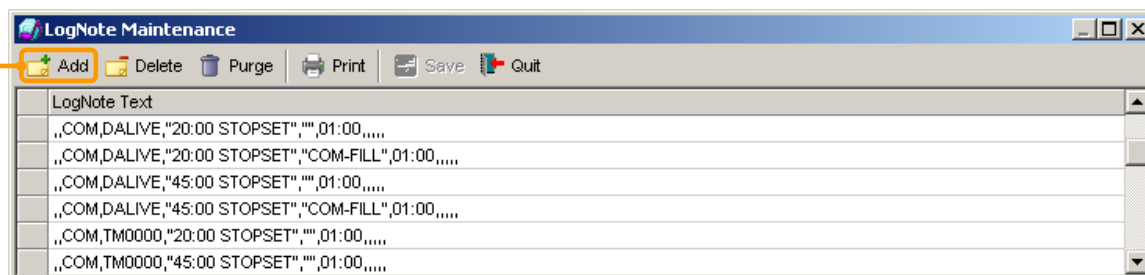 LogNote Maintenance
Add Delete Purge Print Save Quit
LogNote Text
,,COM,DALIVE,"20:00 STOPSET","",01:00,,,,,
,,COM,DALIVE,"20:00 STOPSET","COM-FILL",01:00,,,,,
,,COM,DALIVE,"45:00 STOPSET","",01:00,,,,,
,,COM,DALIVE,"45:00 STOPSET","COM-FILL",01:00,,,,,
,,COM,TM0000,"20:00 STOPSET","",01:00,,,,,
,,COM,TM0000,"45:00 STOPSET","",01:00,,,,,